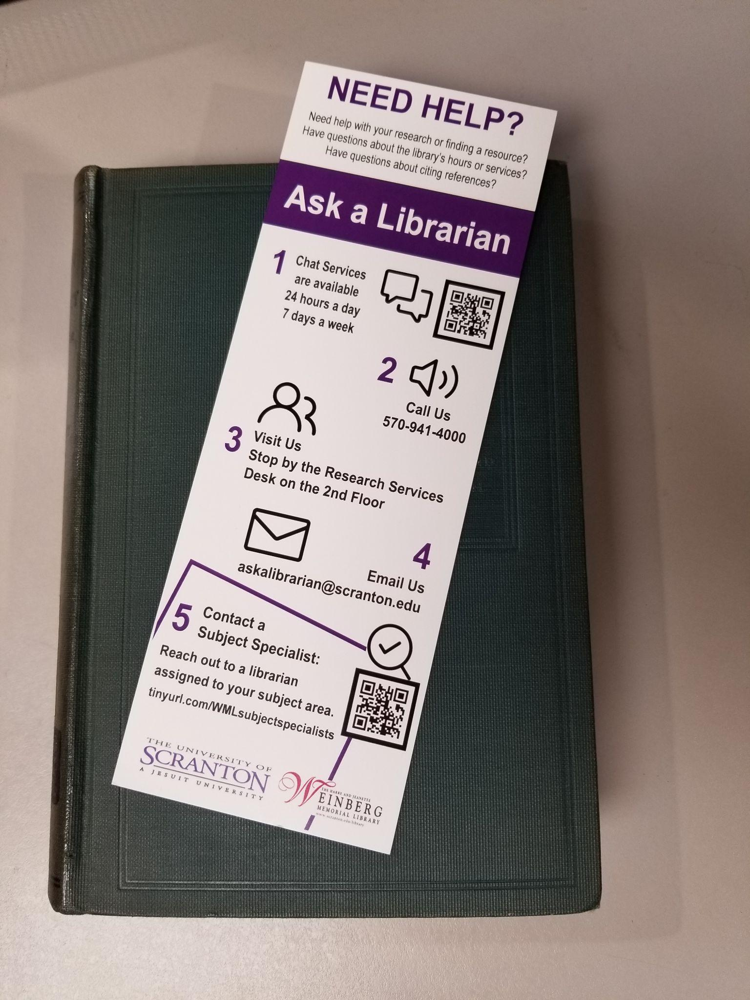 NEED HELP?
Need help with your research or finding a resource?
Have questions about the library's hours or services?
Have questions about citing references?
Ask a Librarian
1
Chat Services
are available
24 hours a day
7 days a week
2
Call Us
570-941-4000
3
Visit Us
Stop by the Research Services
Desk on the 2nd Floor
4
Email Us
askalibrarian@scranton.edu
5
Contact a
Subject Specialist:
Reach out to a librarian
assigned to your subject area.
tinyurl.com/WMLsubjectspecialists
THE UNIVERSITY OF
SCRANTON
A JESUIT UNIVERSITY
THE HARRY AND JEANETTE
WEINBERG
MEMORIAL LIBRARY
www.scranton.edu/library